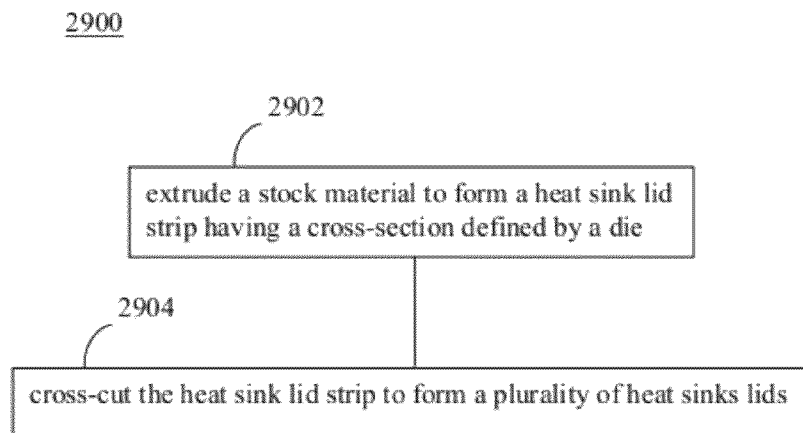 2900
2902
extrude a stock material to form a heat sink lid
strip having a cross-section defined by a die
2904
cross-cut the heat sink lid strip to form a plurality of heat sinks lids